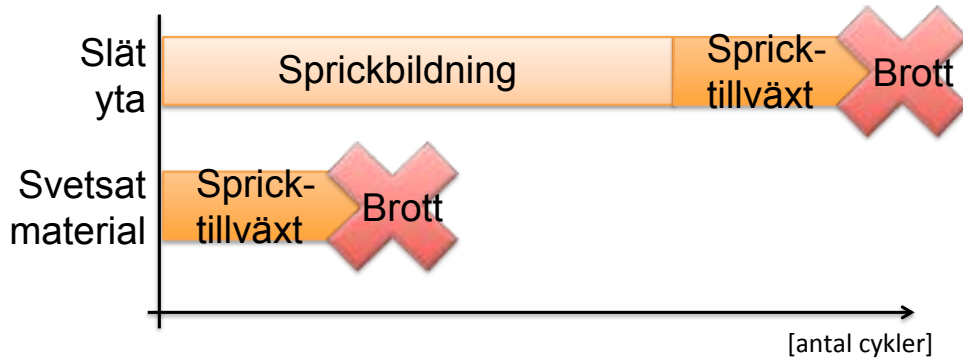 Slät
yta
Sprickbildning
Sprick-
tillväxt
Brott
Svetsat
material
Sprick-
tillväxt
Brott
[antal cykler]